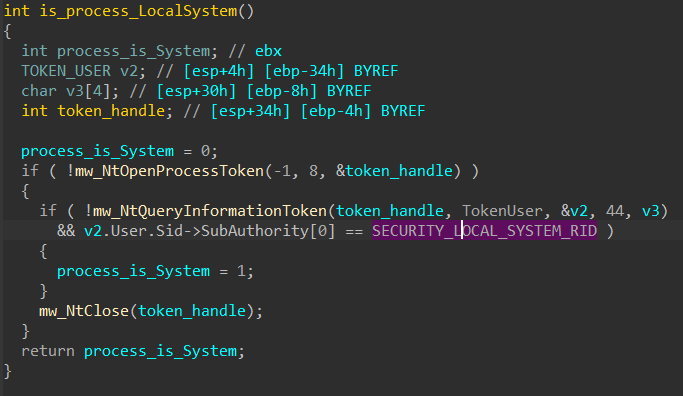 int is_process_LocalSystem()
{
  int process_is_System; // ebx
  TOKEN_USER v2; // [esp+4h] [ebp-34h] BYREF
  char v3[4]; // [esp+30h] [ebp-8h] BYREF
  int token_handle; // [esp+34h] [ebp-4h] BYREF

  process_is_System = 0;
  if ( !mw_NtOpenProcessToken(-1, 8, &token_handle) )
  {
    if ( !mw_NtQueryInformationToken(token_handle, TokenUser, &v2, 44, v3)
      && v2.User.Sid->SubAuthority[0] == SECURITY_LOCAL_SYSTEM_RID )
    {
      process_is_System = 1;
    }
    mw_NtClose(token_handle);
  }
  return process_is_System;
}